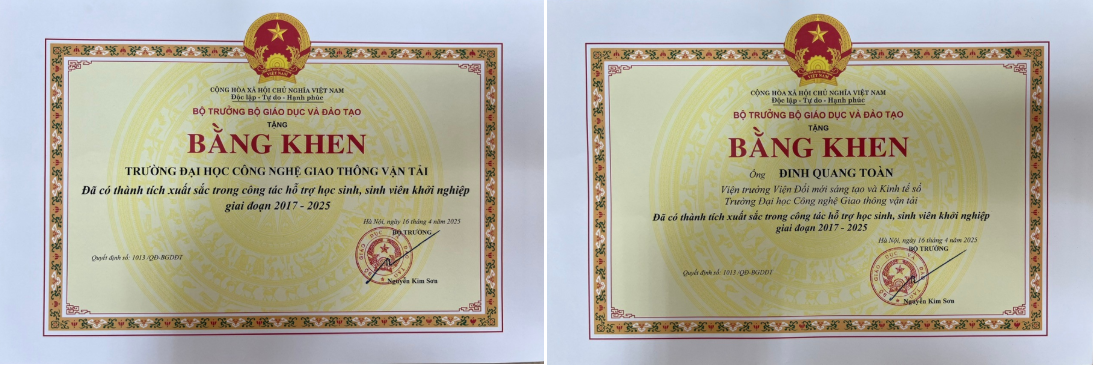 VIỆT NAM
CỘNG HÒA XÃ HỘI CHỦ NGHĨA VIỆT NAM
Độc lập - Tự do - Hạnh phúc
BỘ TRƯỞNG BỘ GIÁO DỤC VÀ ĐÀO TẠO
TẶNG
BẰNG KHEN
TRƯỜNG ĐẠI HỌC CÔNG NGHỆ GIAO THÔNG VẬN TẢI
Đã có thành tích xuất sắc trong công tác hỗ trợ học sinh, sinh viên khởi nghiệp
giai đoạn 2017 - 2025
Hà Nội, ngày 16 tháng 4 năm 2025
BỘ TRƯỞNG
Quyết định số: 1013 /QĐ-BGDĐT
Nguyễn Kim Sơn
VIỆT NAM
CỘNG HÒA XÃ HỘI CHỦ NGHĨA VIỆT NAM
Độc lập - Tự do - Hạnh phúc
BỘ TRƯỞNG BỘ GIÁO DỤC VÀ ĐÀO TẠO
TẶNG
BẰNG KHEN
Ông ĐINH QUANG TOÀN
Viện trưởng Viện Đổi mới sáng tạo và Kinh tế số
Trường Đại học Công nghệ Giao thông vận tải
Đã có thành tích xuất sắc trong công tác hỗ trợ học sinh, sinh viên khởi nghiệp
giai đoạn 2017 - 2025
Hà Nội, ngày 16 tháng 4 năm 2025
BỘ TRƯỞNG
Quyết định số: 1013 /QĐ-BGDĐT
Nguyễn Kim Sơn